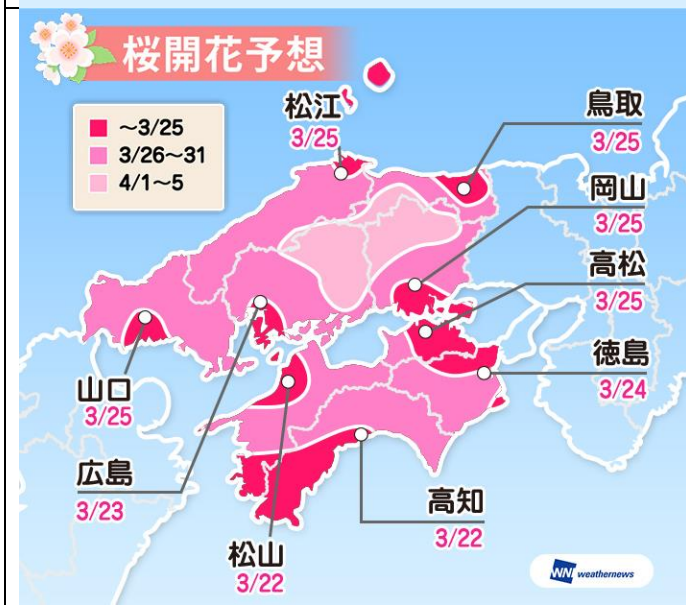 桜開花予想
~3/25
3/26~31
4/1~5
松江
3/25
鳥取
3/25
岡山
3/25
高松
3/25
徳島
3/24
山口
3/25
広島
3/23
松山
3/22
高知
3/22
WNI weathernews